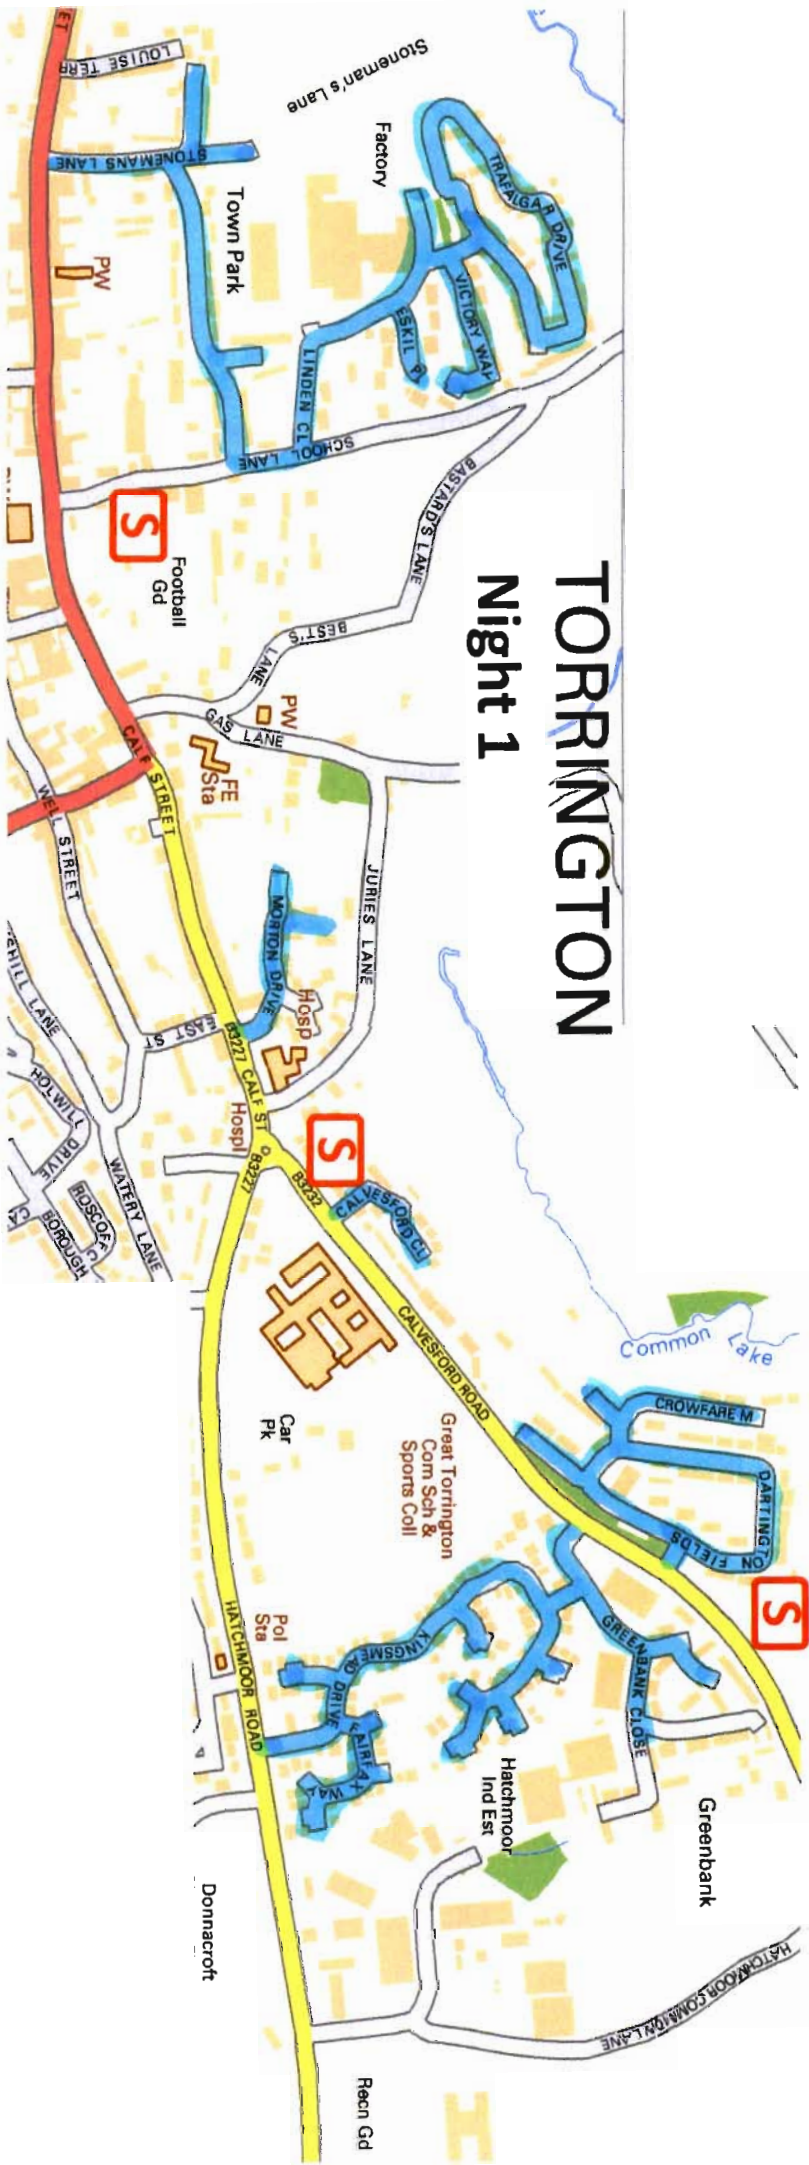 TORRINGTON
Night 1
LOUISE TERR
STONEMANS LANE
Stoneman's Lane
Factory
Town Park
PW
TRAFALGAR DRIVE
VICTORY WAY
ESKIL
LINDEN CL
SCHOOL LANE
BASTARD'S LANE
BEST'S
LANE
S
Football
Gd
PW
GAS LANE
FE
Sta
CALF STREET
WELL STREET
JURIES LANE
MORTON DRIVE
Hosp
EAST ST
B3227 CALF ST
Hospl
B3227
HOLWILL DRIVE
WATERY LANE
ROSCOFF
BOROUGH
S
B3232
CALVESFORD CL
CALVESFORD ROAD
Common Lake
Car
Pk
Great Torrington
Com Sch &
Sports Coll
CROWFARE M
DARTINGTON FIELDS
S
GREENBANK CLOSE
KINGSMEAD DRIVE
FAIRFAX WAY
Pol
Sta
HATCHMOOR ROAD
Hatchmoor
Ind Est
Greenbank
Donnacroft
HATCHMOOR COMMON LANE
Recn Gd